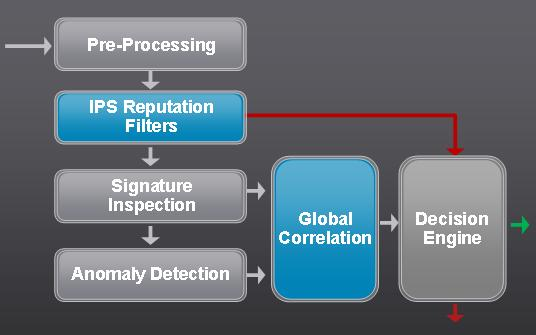 Pre-Processing
IPS Reputation
Filters
Signature
Inspection
Anomaly Detection
Global
Correlation
Decision
Engine